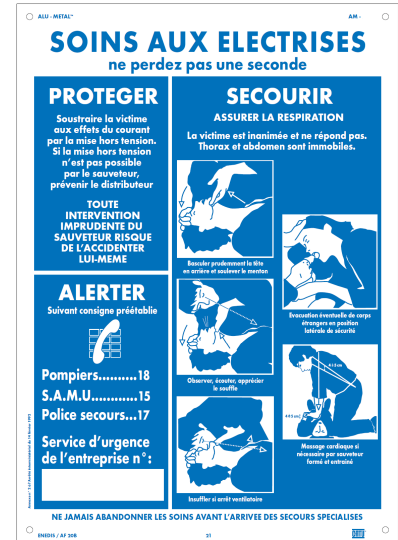 ALU - METAL™
AM -
SOINS AUX ELECTRISES
ne perdez pas une seconde
PROTEGER
Soustraire la victime
aux effets du courant
par la mise hors tension.
Si la mise hors tension
n'est pas possible
par le sauveteur,
prévenir le distributeur
TOUTE
INTERVENTION
IMPRUDENTE DU
SAUVETEUR RISQUE
DE L'ACCIDENTER
LUI-MEME
ALERTER
Suivant consigne préétablie
Pompiers..........18
S.A.M.U............15
Police secours...17
Service d'urgence
de l'entreprise n° :
SECOURIR
ASSURER LA RESPIRATION
La victime est inanimée et ne répond pas.
Thorax et abdomen sont immobiles.
Basculer prudemment la tête
en arrière et soulever le menton
Evacuation éventuelle de corps
étrangers en position
latérale de sécurité
Observer, écouter, apprécier
le souffle
Massage cardiaque si
nécessaire par sauveteur
formé et entraîné
Insuffler si arrêt ventilatoire
NE JAMAIS ABANDONNER LES SOINS AVANT L'ARRIVEE DES SECOURS SPECIALISES
ENEDIS / AF 20B
21